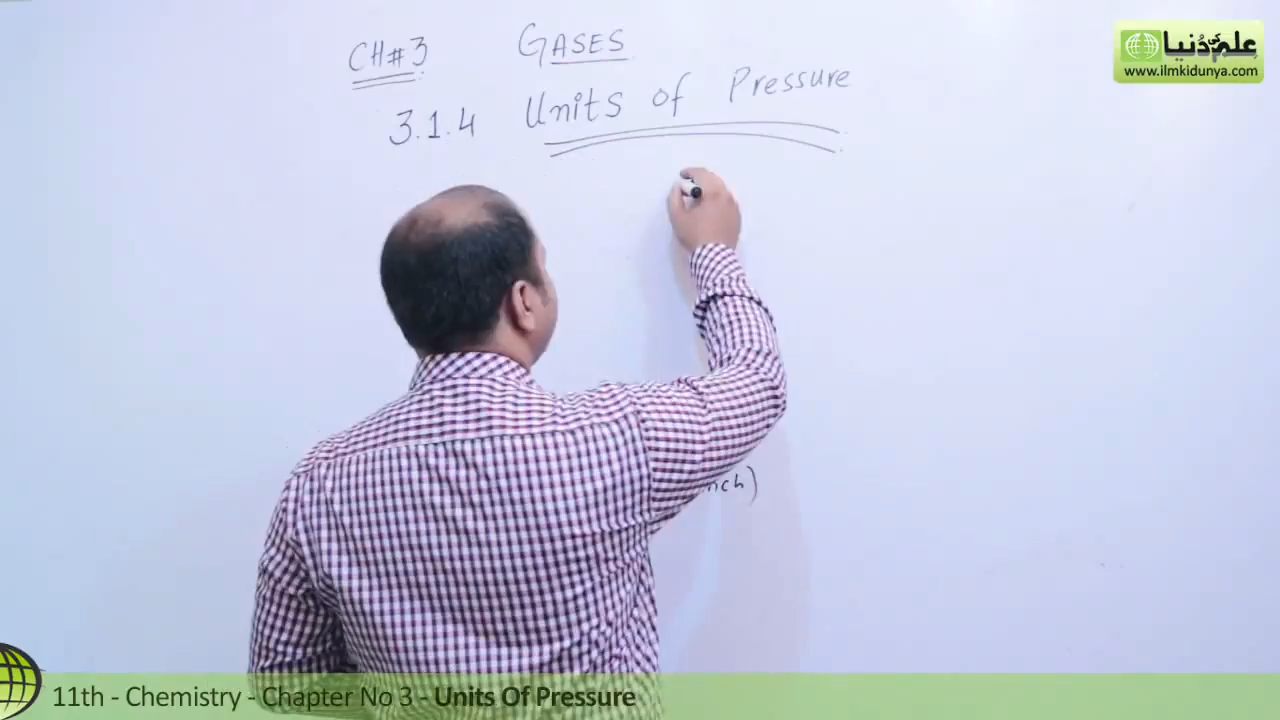 CH#3 GASES
3.1.4 Units of Pressure
nch)
علم کی دُنیا
www.ilmkidunya.com
11th - Chemistry - Chapter No 3 - Units Of Pressure